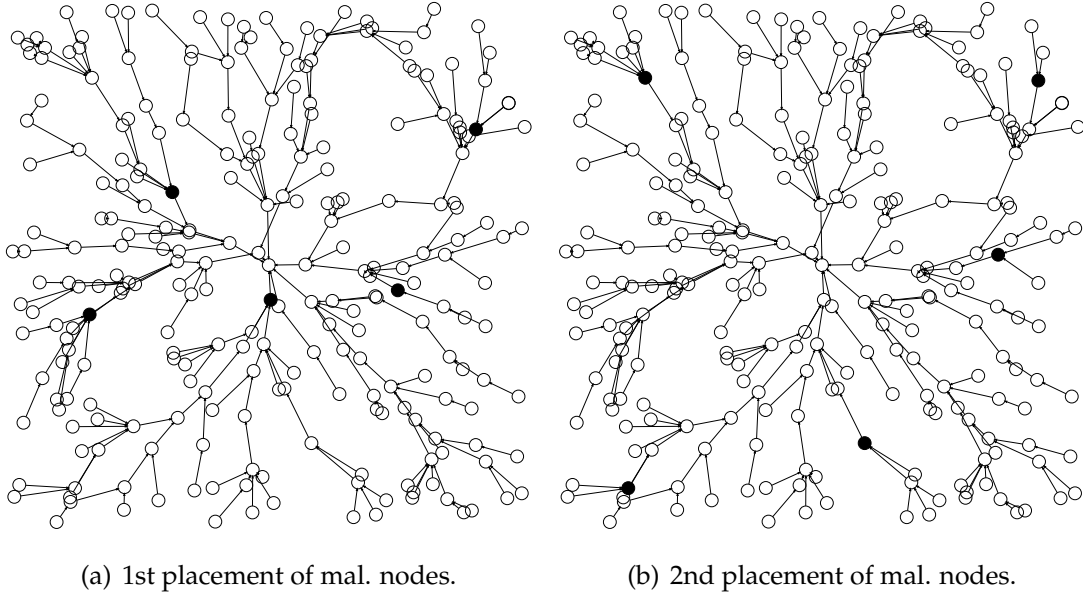 (a) 1st placement of mal. nodes.
(b) 2nd placement of mal. nodes.